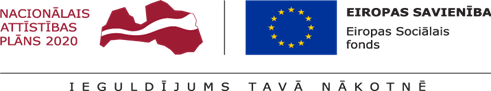 NACIONĀLAIS
ATTĪSTĪBAS
PLĀNS 2020
EIROPAS SAVIENĪBA
Eiropas Sociālais
fonds
IEGULDĪJUMS TAVĀ NĀKOTNĒ